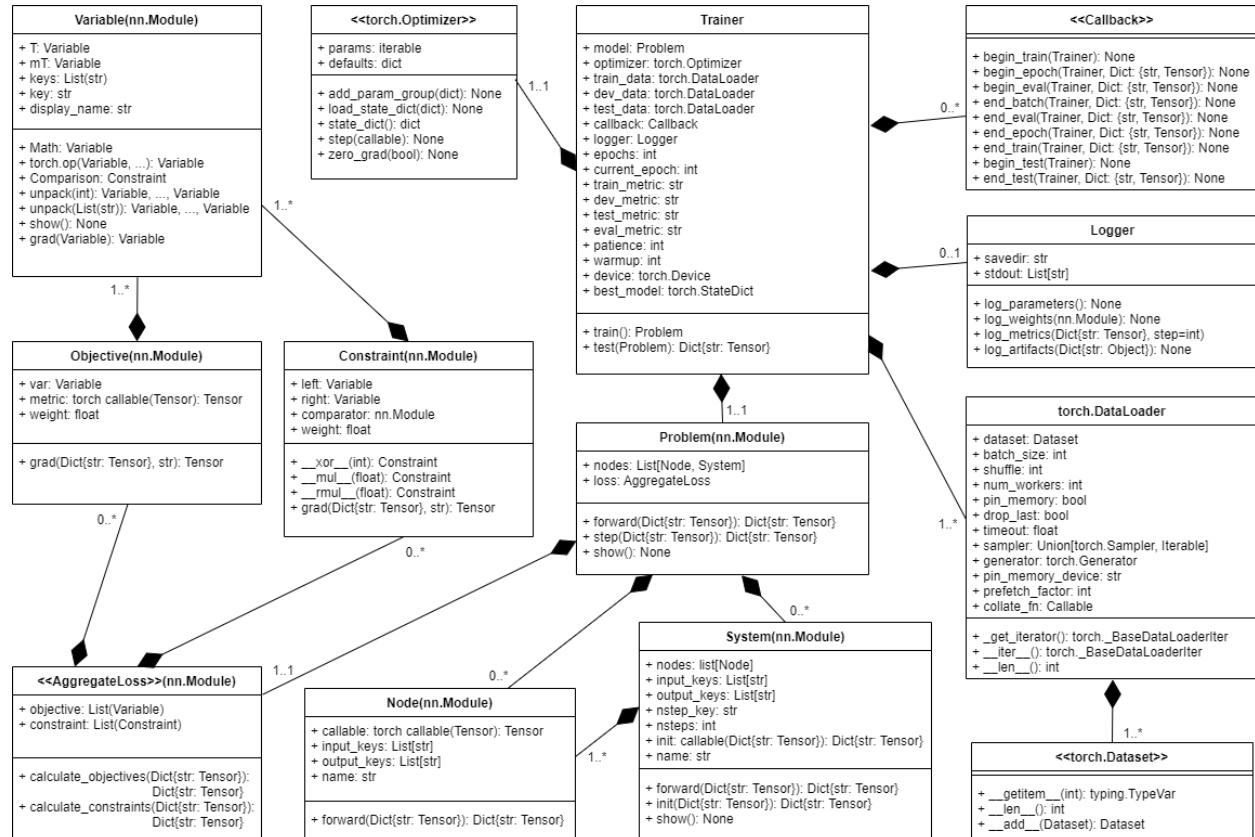 Variable(nn.Module)
+ T: Variable
+ mT: Variable
+ keys: List(str)
+ key: str
+ display_name: str
+ Math: Variable
+ torch.op(Variable, ...): Variable
+ Comparison: Constraint
+ unpack(int): Variable, ..., Variable
+ unpack(List(str)): Variable, ..., Variable
+ show(): None
+ grad(Variable): Variable
1..*
1..*
<<torch.Optimizer>>
+ params: iterable
+ defaults: dict
+ add_param_group(dict): None
+ load_state_dict(dict): None
+ state_dict(): dict
+ step(callable): None
+ zero_grad(bool): None
1..1
Trainer
+ model: Problem
+ optimizer: torch.Optimizer
+ train_data: torch.DataLoader
+ dev_data: torch.DataLoader
+ test_data: torch.DataLoader
+ callback: Callback
+ logger: Logger
+ epochs: int
+ current_epoch: int
+ train_metric: str
+ dev_metric: str
+ test_metric: str
+ eval_metric: str
+ patience: int
+ warmup: int
+ device: torch.Device
+ best_model: torch.StateDict
+ train(): Problem
+ test(Problem): Dict{str: Tensor}
<<Callback>>
+ begin_train(Trainer): None
+ begin_epoch(Trainer, Dict: {str, Tensor}): None
+ begin_eval(Trainer, Dict: {str, Tensor}): None
+ end_batch(Trainer, Dict: {str, Tensor}): None
+ end_eval(Trainer, Dict: {str, Tensor}): None
+ end_epoch(Trainer, Dict: {str, Tensor}): None
+ end_train(Trainer, Dict: {str, Tensor}): None
+ begin_test(Trainer): None
+ end_test(Trainer, Dict: {str, Tensor}): None
0..*
Logger
+ savedir: str
+ stdout: List[str]
+ log_parameters(): None
+ log_weights(nn.Module): None
+ log_metrics(Dict{str: Tensor}, step=int)
+ log_artifacts(Dict{str: Object}): None
0..1
Objective(nn.Module)
+ var: Variable
+ metric: torch callable(Tensor): Tensor
+ weight: float
+ grad(Dict{str: Tensor}, str): Tensor
0..*
Constraint(nn.Module)
+ left: Variable
+ right: Variable
+ comparator: nn.Module
+ weight: float
+ __xor__(int): Constraint
+ __mul__(float): Constraint
+ __rmul__(float): Constraint
+ grad(Dict{str: Tensor}, str): Tensor
0..*
1..1
Problem(nn.Module)
+ nodes: List[Node, System]
+ loss: AggregateLoss
+ forward(Dict{str: Tensor}): Dict{str: Tensor}
+ step(Dict{str: Tensor}): Dict{str: Tensor}
+ show(): None
torch.DataLoader
+ dataset: Dataset
+ batch_size: int
+ shuffle: int
+ num_workers: int
+ pin_memory: bool
+ drop_last: bool
+ timeout: float
+ sampler: Union[torch.Sampler, Iterable]
+ generator: torch.Generator
+ pin_memory_device: str
+ prefetch_factor: int
+ collate_fn: Callable
+ _get_iterator(): torch._BaseDataLoaderIter
+ __iter__(): torch._BaseDataLoaderIter
+ __len__(): int
1..*
<<AggregateLoss>>(nn.Module)
+ objective: List(Variable)
+ constraint: List(Constraint)
+ calculate_objectives(Dict{str: Tensor}):
Dict{str: Tensor}
+ calculate_constraints(Dict{str: Tensor}):
Dict{str: Tensor}
1..1
0..*
Node(nn.Module)
+ callable: torch callable(Tensor): Tensor
+ input_keys: List[str]
+ output_keys: List[str]
+ name: str
+ forward(Dict{str: Tensor}): Dict{str: Tensor}
1..*
0..*
System(nn.Module)
+ nodes: list[Node]
+ input_keys: List[str]
+ output_keys: List[str]
+ nstep_key: str
+ nsteps: int
+ init: callable(Dict{str: Tensor}): Dict{str: Tensor}
+ name: str
+ forward(Dict{str: Tensor}): Dict{str: Tensor}
+ init(Dict{str: Tensor}): Dict{str: Tensor}
+ show(): None
1..*
<<torch.Dataset>>
+ __getitem__(int): typing.TypeVar
+ __len__(): int
+ __add__(Dataset): Dataset